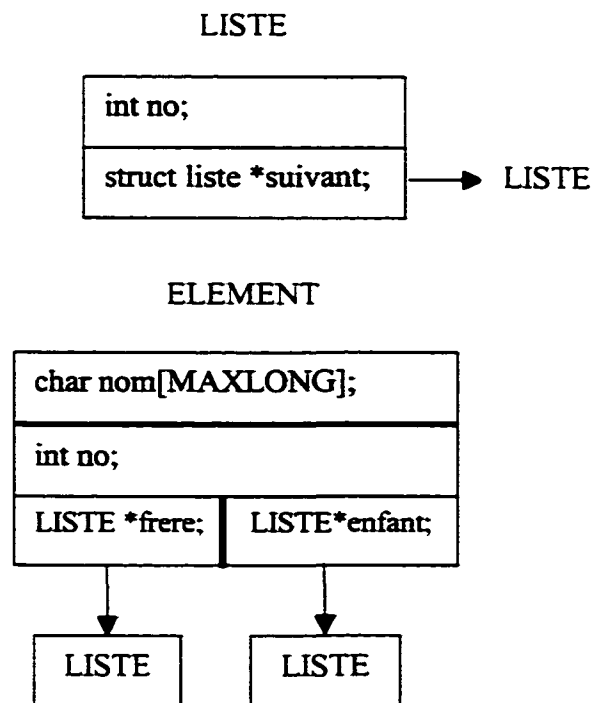 LISTE
int no;
struct liste *suivant; LISTE
ELEMENT
char nom[MAXLONG];
int no;
LISTE *frere; LISTE*enfant;
LISTE LISTE